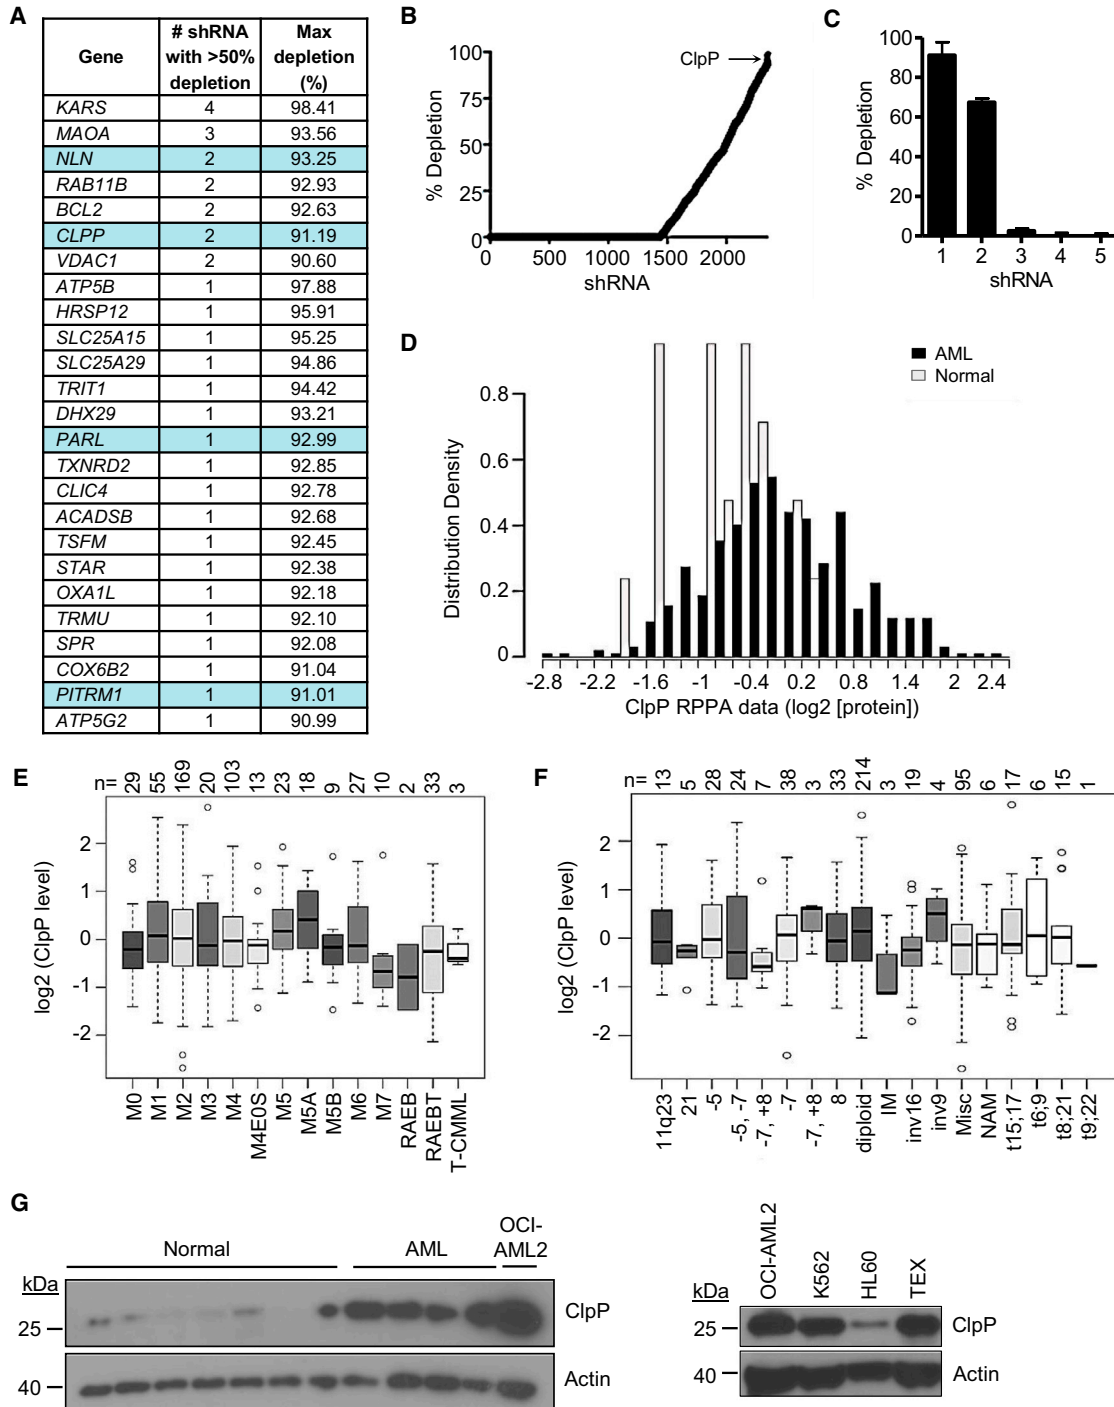 A
Gene | # shRNA with >50% depletion | Max depletion (%)
KARS 4 98.41
MAOA 3 93.56
NLN 2 93.25
RAB11B 2 92.93
BCL2 2 92.63
CLPP 2 91.19
VDAC1 2 90.60
ATP5B 1 97.88
HRSP12 1 95.91
SLC25A15 1 95.25
SLC25A29 1 94.86
TRIT1 1 94.42
DHX29 1 93.21
PARL 1 92.99
TXNRD2 1 92.85
CLIC4 1 92.78
ACADSB 1 92.68
TSFM 1 92.45
STAR 1 92.38
OXA1L 1 92.18
TRMU 1 92.10
SPR 1 92.08
COX6B2 1 91.04
PITRM1 1 91.01
ATP5G2 1 90.99
B
% Depletion
100
75
50
25
0
ClpP
0 500 1000 1500 2000
shRNA
C
% Depletion
100
80
60
40
20
0
1 2 3 4 5
shRNA
D
AML
Normal
Distribution Density
0.8
0.6
0.4
0.2
0
-2.8 -2.2 -1.6 -1 -0.4 0.2 0.8 1.4 2 2.4
ClpP RPPA data (log2 [protein])
E
n= 29 55 169 20 103 13 23 18 9 27 10 2 33 3
log2 (ClpP level)
2
1
0
-1
-2
M0 M1 M2 M3 M4 M4E0S M5 M5A M5B M6 M7 RAEB RAEBT T-CMML
F
n= 13 5 28 24 7 38 3 33 214 3 19 4 95 6 17 6 15 1
log2 (ClpP level)
2
1
0
-1
-2
11q23 21 -5 -5, -7 -7, +8 -7 -7, +8 8 diploid IM inv16 inv9 Misc NAM t15;17 t6;9 t8;21 t9;22
G
Normal AML OCI-AML2
kDa
25
ClpP
40
Actin
OCI-AML2 K562 HL60 TEX
kDa
25
ClpP
40
Actin